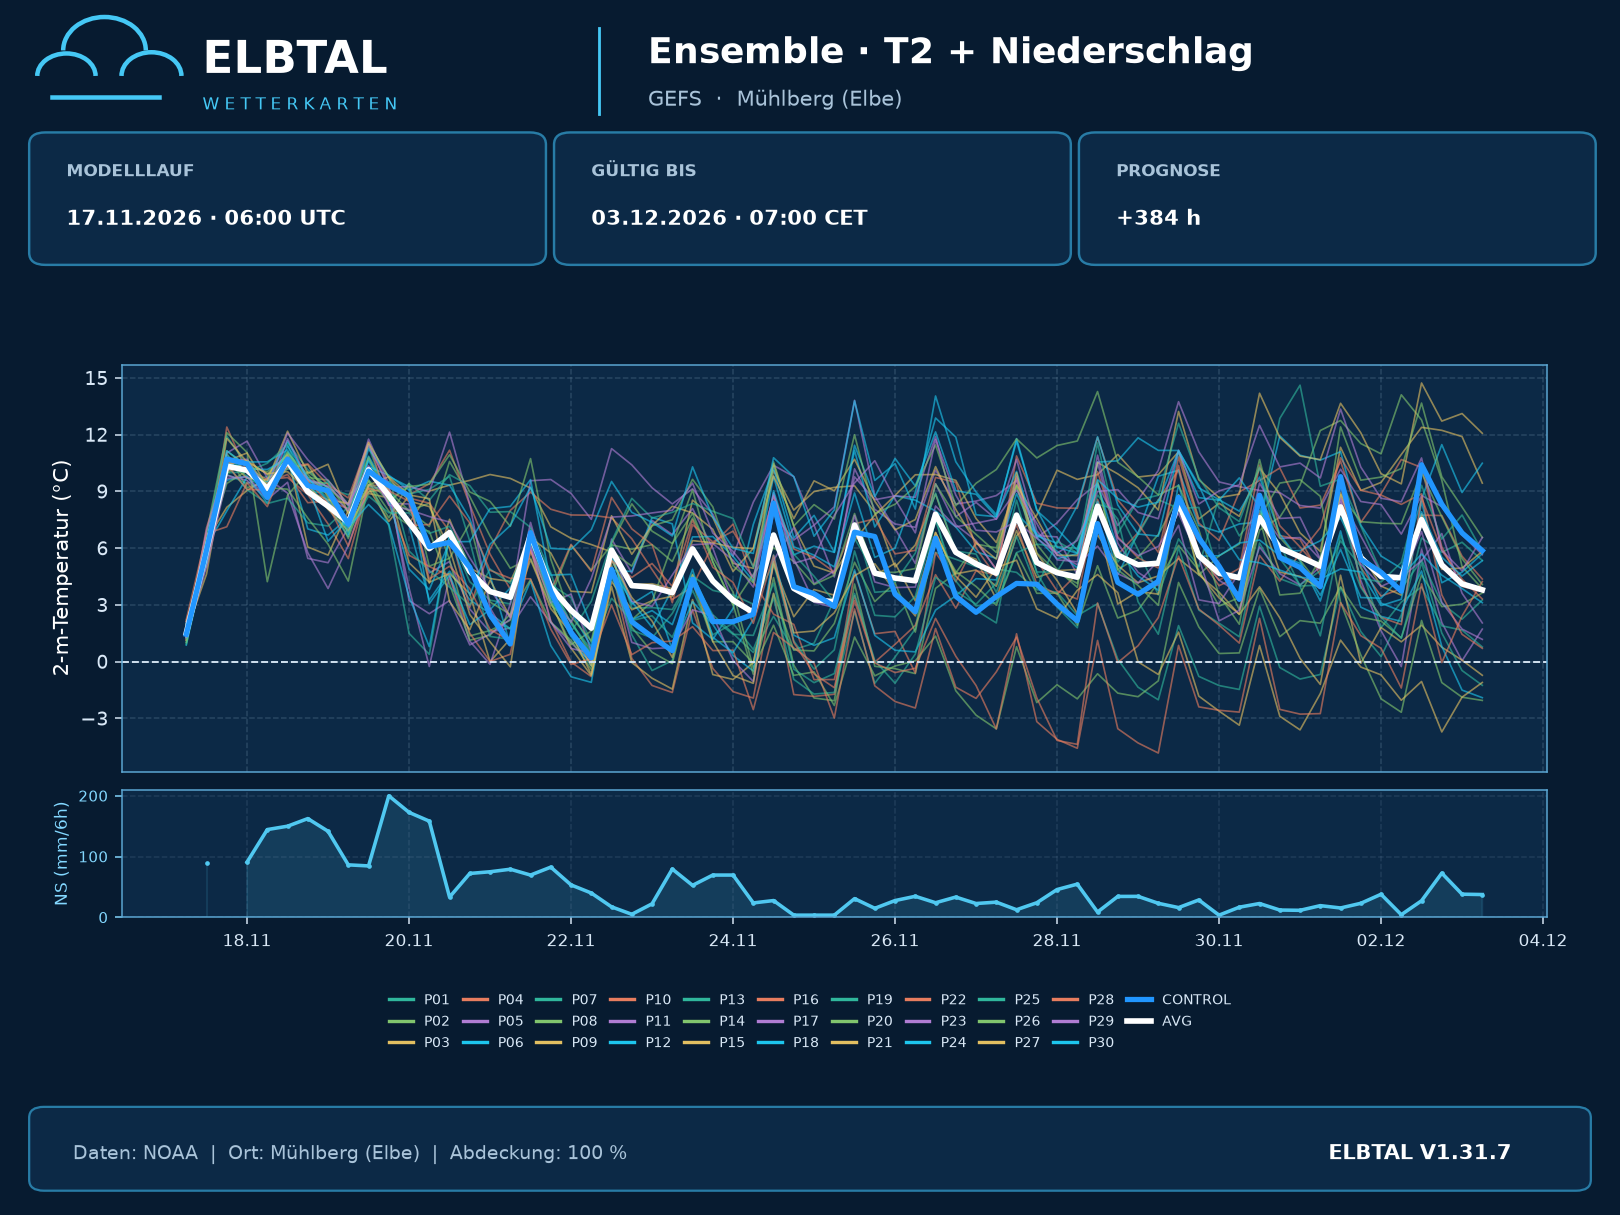 ELBTAL
WETTERKARTEN
Ensemble · T2 + Niederschlag
GEFS · Mühlberg (Elbe)
MODELLLAUF
17.11.2026 · 06:00 UTC
GÜLTIG BIS
03.12.2026 · 07:00 CET
PROGNOSE
+384 h
2-m-Temperatur (°C)
15
12
9
6
3
0
−3
NS (mm/6h)
200
100
0
18.11 20.11 22.11 24.11 26.11 28.11 30.11 02.12 04.12
P01 P04 P07 P10 P13 P16 P19 P22 P25 P28 CONTROL
P02 P05 P08 P11 P14 P17 P20 P23 P26 P29 AVG
P03 P06 P09 P12 P15 P18 P21 P24 P27 P30
Daten: NOAA | Ort: Mühlberg (Elbe) | Abdeckung: 100 %
ELBTAL V1.31.7